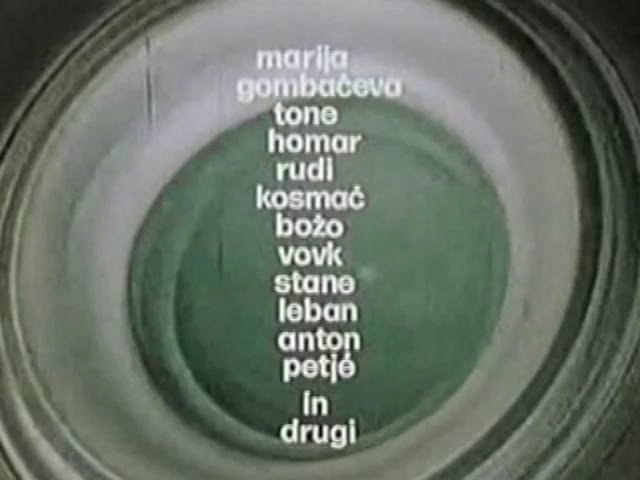 marija
gombačeva
tone
homar
rudi
kosmač
božo
vovk
stane
leban
anton
petjé
in
drugi